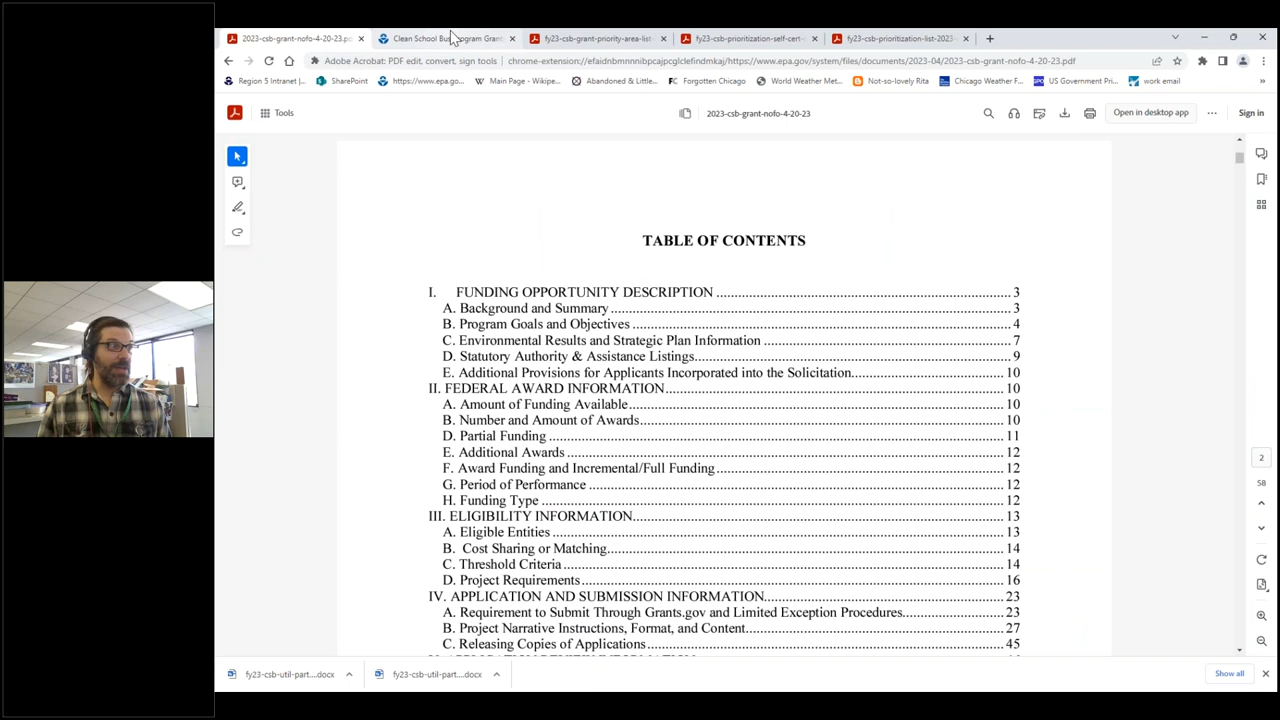 2023-csb-grant-nofo-4-20-23.pd
Clean School Bus Program Grant
fy23-csb-grant-priority-area-list-
fy23-csb-prioritization-self-cert-
fy23-csb-prioritization-list-2023
Adobe Acrobat: PDF edit, convert, sign tools
chrome-extension://efaidnbmnnnibpcajpcglclefindmkaj/https://www.epa.gov/system/files/documents/2023-04/2023-csb-grant-nofo-4-20-23.pdf
Region 5 Intranet |...
SharePoint
https://www.epa.go...
Main Page - Wikipe...
Abandoned & Little...
Forgotten Chicago
World Weather Met...
Not-so-lovely Rita
Chicago Weather F...
US Government Pri...
work email
Tools
2023-csb-grant-nofo-4-20-23
Open in desktop app
Sign in
TABLE OF CONTENTS
I. FUNDING OPPORTUNITY DESCRIPTION ... 3
A. Background and Summary ... 3
B. Program Goals and Objectives ... 4
C. Environmental Results and Strategic Plan Information ... 7
D. Statutory Authority & Assistance Listings... 9
E. Additional Provisions for Applicants Incorporated into the Solicitation... 10
II. FEDERAL AWARD INFORMATION... 10
A. Amount of Funding Available ... 10
B. Number and Amount of Awards... 10
D. Partial Funding ... 11
E. Additional Awards ... 12
F. Award Funding and Incremental/Full Funding ... 12
G. Period of Performance ... 12
H. Funding Type ... 12
III. ELIGIBILITY INFORMATION... 13
A. Eligible Entities ... 13
B. Cost Sharing or Matching... 14
C. Threshold Criteria ... 14
D. Project Requirements ... 16
IV. APPLICATION AND SUBMISSION INFORMATION... 23
A. Requirement to Submit Through Grants.gov and Limited Exception Procedures... 23
B. Project Narrative Instructions, Format, and Content... 27
C. Releasing Copies of Applications ... 45
2
58
fy23-csb-util-part....docx
fy23-csb-util-part....docx
Show all